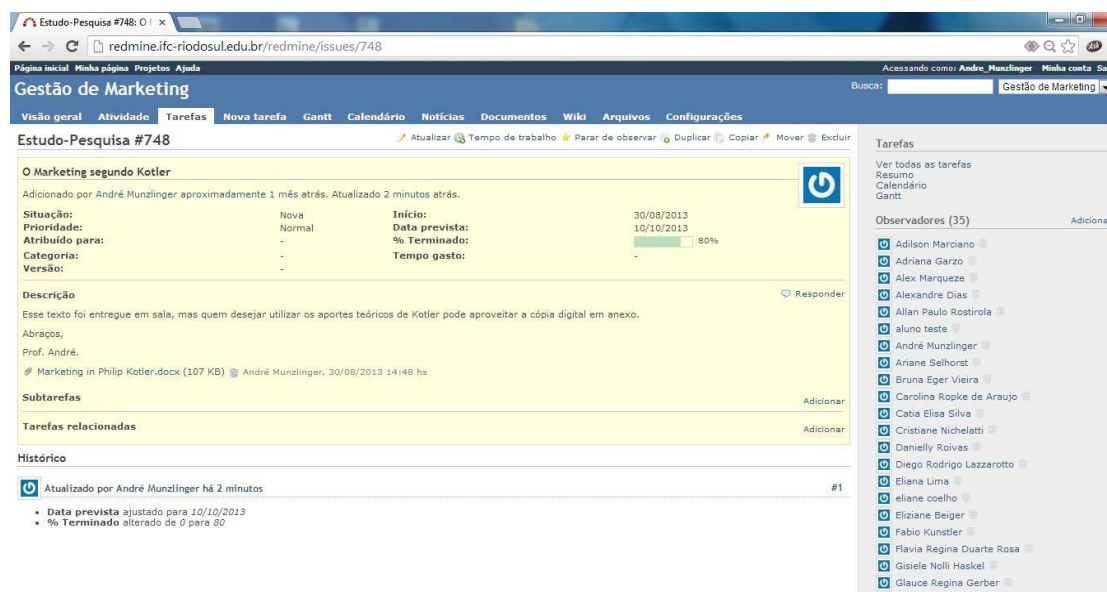 Estudo-Pesquisa #748: O
redmine.ifc-riodosul.edu.br/redmine/issues/748
Página inicial Minha página Projetos Ajuda
Acessando como: Andre_Munzlinger Minha conta Sa
Gestão de Marketing
Busca: Gestão de Marketing
Visão geral Atividade Tarefas Nova tarefa Gantt Calendário Notícias Documentos Wiki Arquivos Configurações
Estudo-Pesquisa #748
Atualizar Tempo de trabalho Parar de observar Duplicar Copiar Mover Excluir
O Marketing segundo Kotler
Adicionado por André Munzlinger aproximadamente 1 mês atrás. Atualizado 2 minutos atrás.
Situação: Nova Início: 30/08/2013
Prioridade: Normal Data prevista: 10/10/2013
Atribuído para: - % Terminado: 80%
Categoria: - Tempo gasto: -
Versão: -
Descrição Responder
Esse texto foi entregue em sala, mas quem desejar utilizar os aportes teóricos de Kotler pode aproveitar a cópia digital em anexo.
Abraços,
Prof. André.
Marketing in Philip Kotler.docx (107 KB) André Munzlinger, 30/08/2013 14:48 hs
Subtarefas Adicionar
Tarefas relacionadas Adicionar
Histórico
Atualizado por André Munzlinger há 2 minutos #1
• Data prevista ajustado para 10/10/2013
• % Terminado alterado de 0 para 80
Tarefas
Ver todas as tarefas
Resumo
Calendário
Gantt
Observadores (35) Adiciona
Adilson Marciano
Adriana Garzo
Alex Marqueze
Alexandre Dias
Allan Paulo Rostirola
aluno teste
André Munzlinger
Ariane Selhorst
Bruna Eger Vieira
Carolina Ropke de Araujo
Catia Elisa Silva
Cristiane Nichelatti
Danielly Roivas
Diego Rodrigo Lazzarotto
Eliana Lima
eliane coelho
Eliziane Beiger
Fabio Kunstler
Flavia Regina Duarte Rosa
Gisiele Nolli Haskel
Glauce Regina Gerber